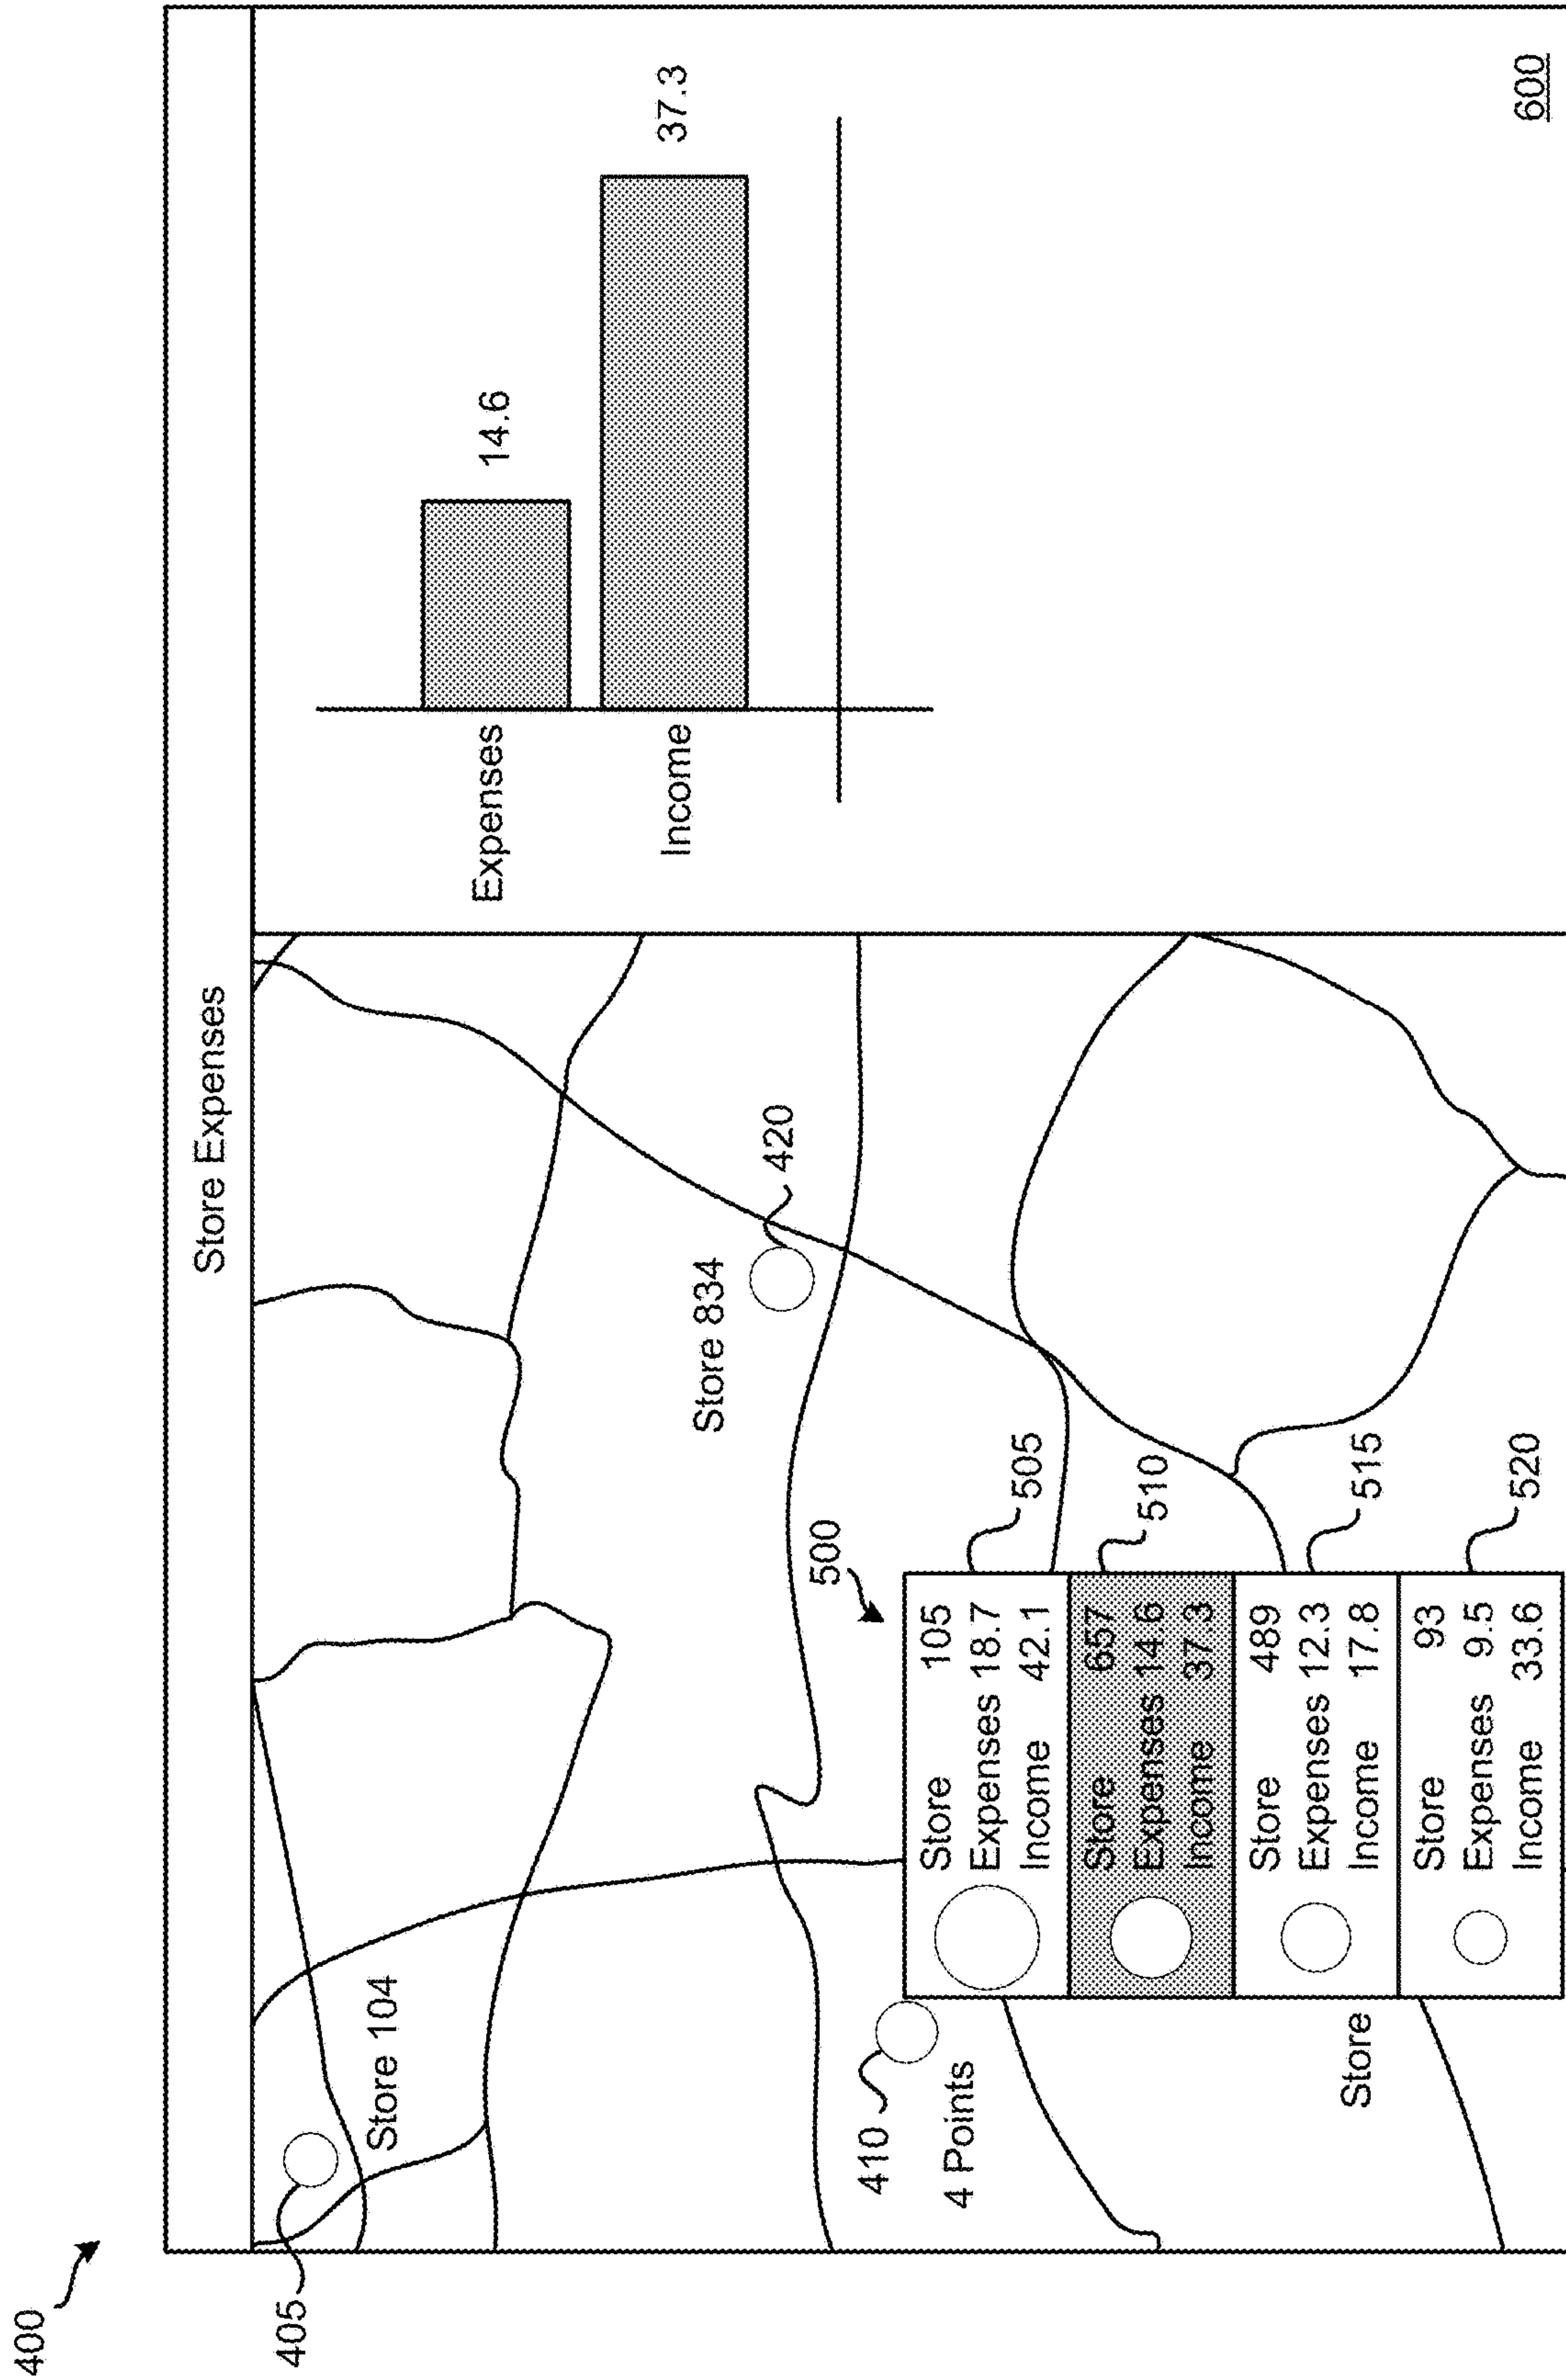 400
Store Expenses
405
Store 104
Store 834
420
Expenses
14.6
Income
37.3
410
4 Points
500
Store 105
Expenses 18.7
Income 42.1
505
Store 657
Expenses 14.6
Income 37.3
510
Store 489
Expenses 12.3
Income 17.8
515
Store
Store 93
Expenses 9.5
Income 33.6
520
600